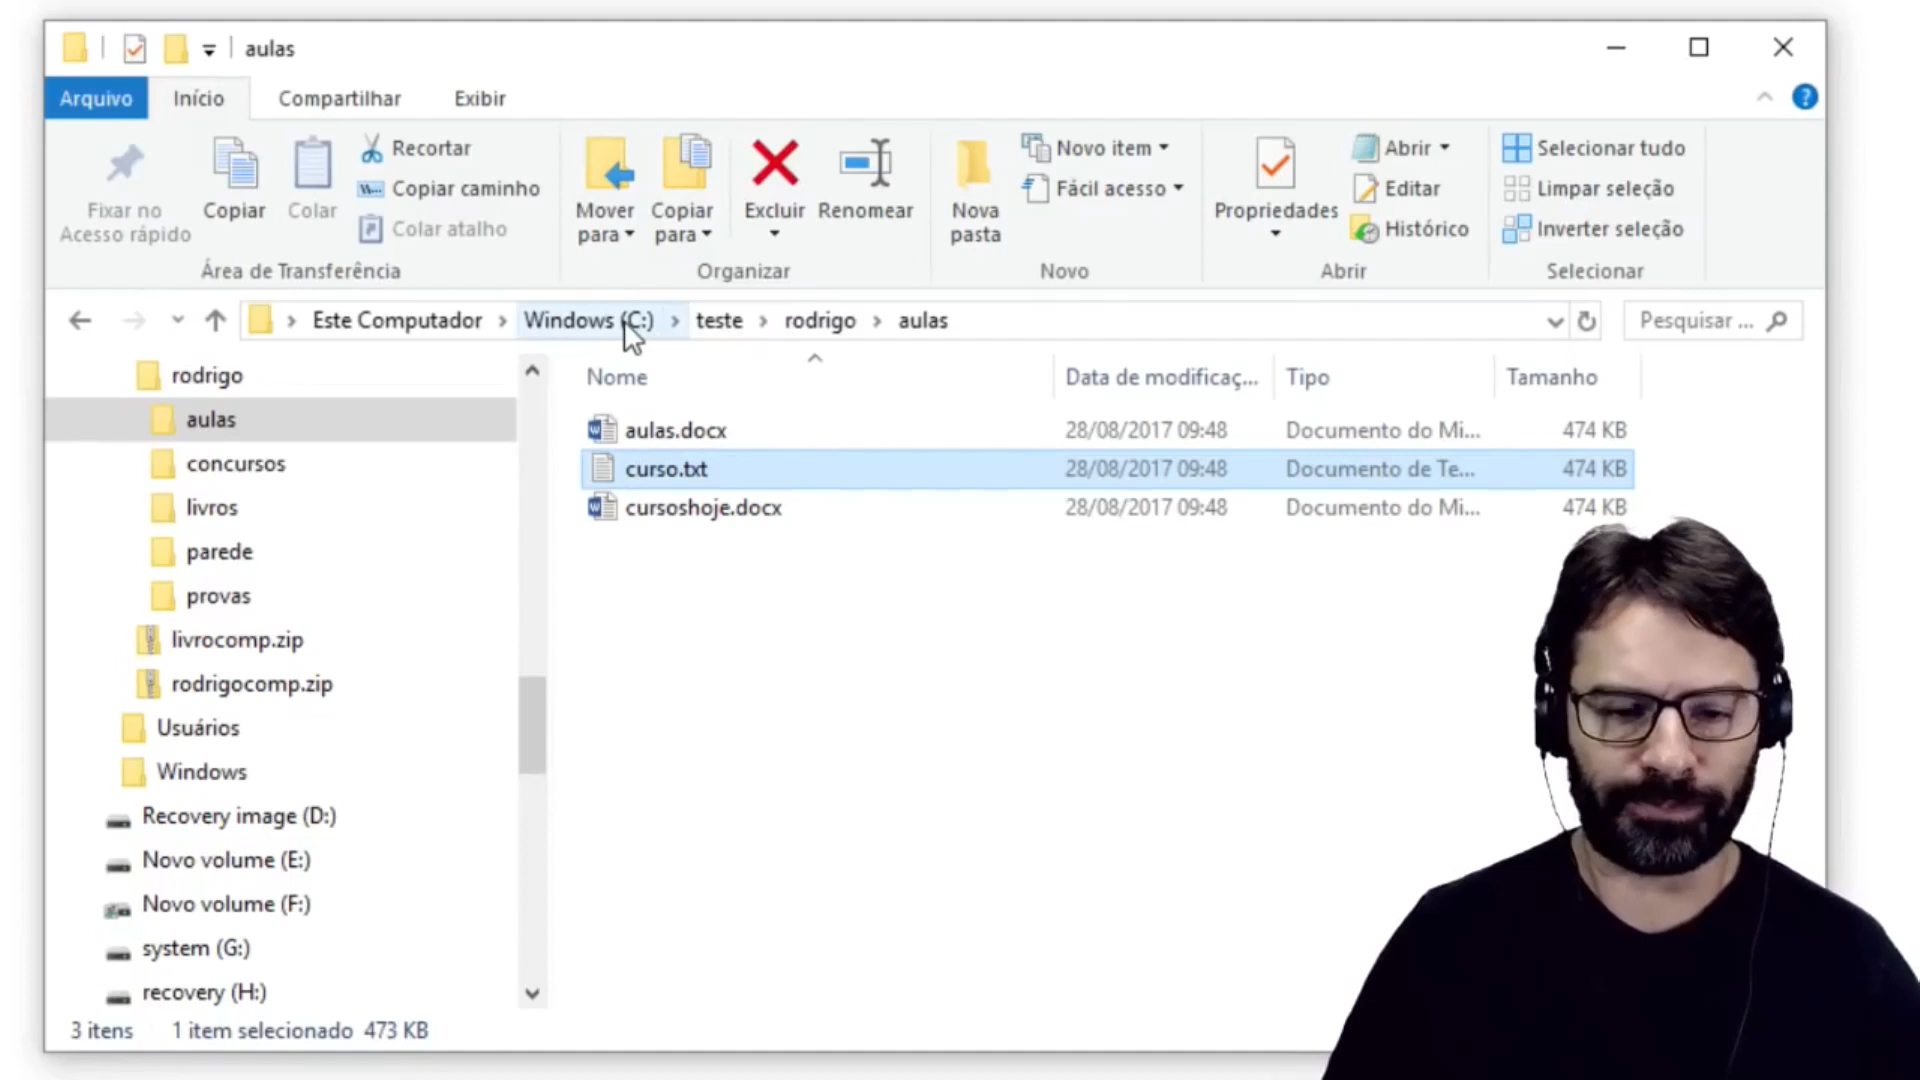 aulas
Arquivo Início Compartilhar Exibir
Fixar no
Acesso rápido
Copiar
Colar
Recortar
Copiar caminho
Colar atalho
Área de Transferência
Mover
para
Copiar
para
Excluir
Renomear
Organizar
Nova
pasta
Novo item
Fácil acesso
Novo
Propriedades
Abrir
Editar
Histórico
Abrir
Selecionar tudo
Limpar seleção
Inverter seleção
Selecionar
Este Computador Windows (C:) teste rodrigo aulas
Pesquisar ...
rodrigo
aulas
concursos
livros
parede
provas
livrocomp.zip
rodrigocomp.zip
Usuários
Windows
Recovery image (D:)
Novo volume (E:)
Novo volume (F:)
system (G:)
recovery (H:)
Nome Data de modificaç... Tipo Tamanho
aulas.docx 28/08/2017 09:48 Documento do Mi... 474 KB
curso.txt 28/08/2017 09:48 Documento de Te... 474 KB
cursoshoje.docx 28/08/2017 09:48 Documento do Mi... 474 KB
3 itens 1 item selecionado 473 KB